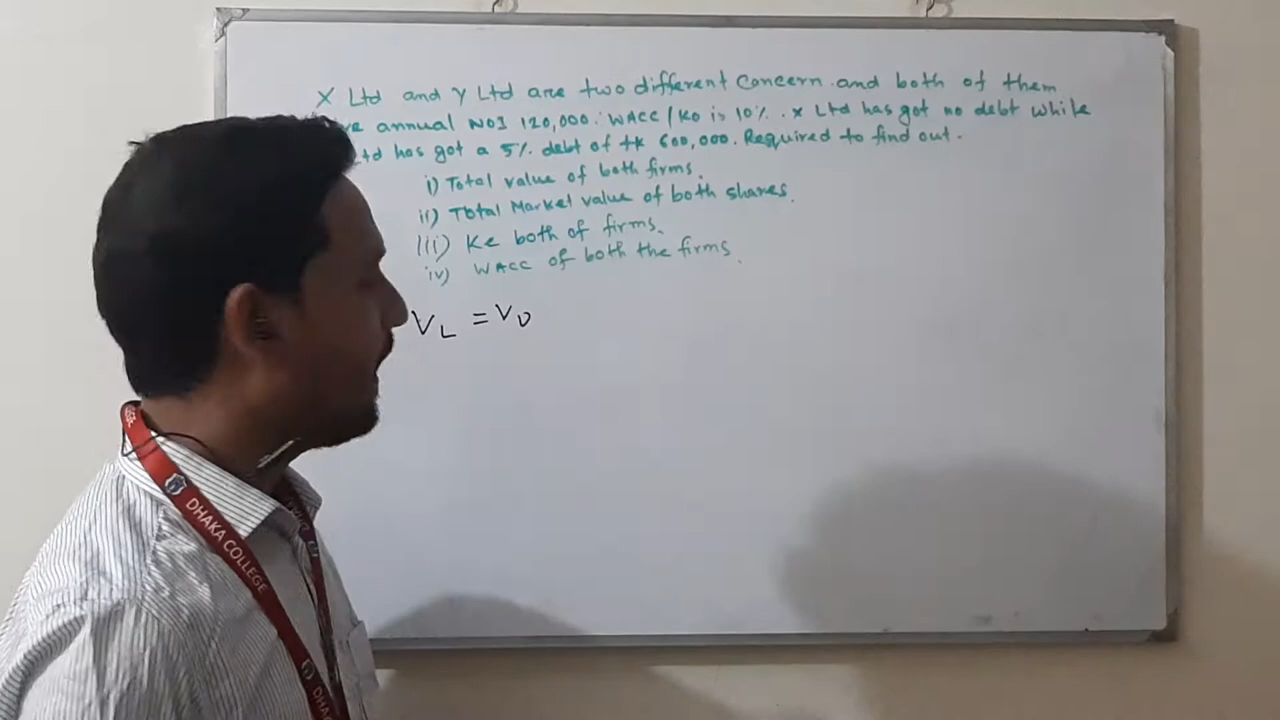 X Ltd and Y Ltd are two different concern and both of them
annual NOI 120,000. WACC/Ko is 10%. X Ltd has got no debt while
has got a 5% debt of tk 600,000. Required to find out.
i) Total value of both firms.
ii) Total Market value of both shares.
iii) Ke both of firms.
iv) WACC of both the firms.
VL = VU
DHAKA COLLEGE